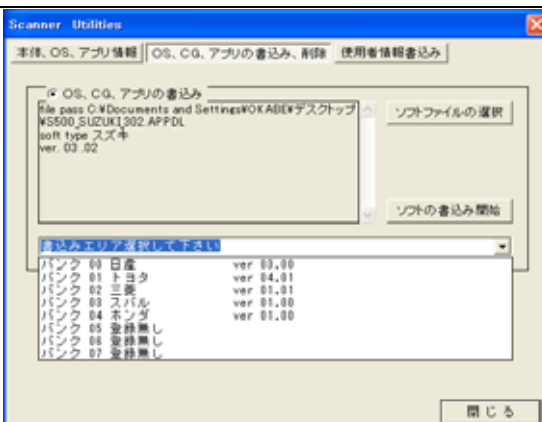 Scanner Utilities
本体、OS、アプリ情報 OS、CG、アプリの書込み、削除 使用者情報書込み
OS、CG、アプリの書込み
file pass C:¥Documents and Settings¥OKABE¥デスクトップ
¥S500_SUZUKI_302.APPDL
soft type スズキ
ver. 03 .02
ソフトファイルの選択
ソフトの書込み開始
書込みエリア選択して下さい
バンク 00 日産 ver 03.00
バンク 01 トヨタ ver 04.01
バンク 02 三菱 ver 01.01
バンク 03 スバル ver 01.00
バンク 04 ホンダ ver 01.00
バンク 05 登録無し
バンク 06 登録無し
バンク 07 登録無し
閉じる